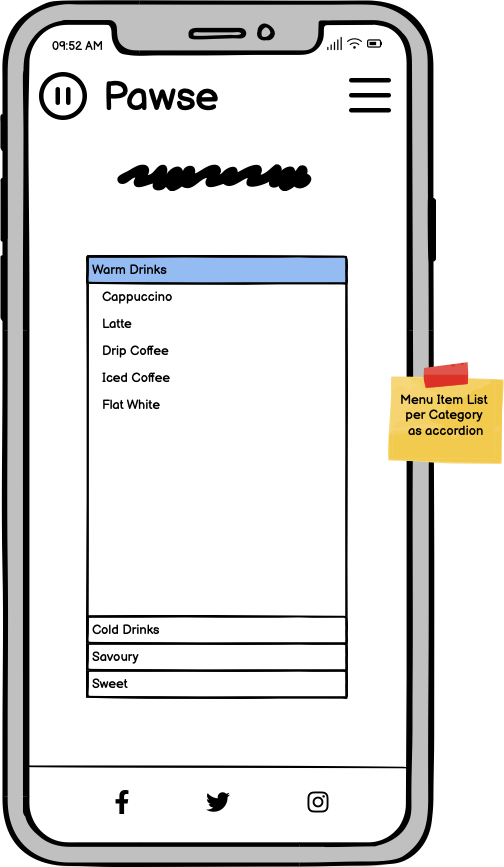 09:52 AM
Pawse
Warm Drinks
Cappuccino
Latte
Drip Coffee
Iced Coffee
Flat White
Menu Item List
per Category
as accordion
Cold Drinks
Savoury
Sweet